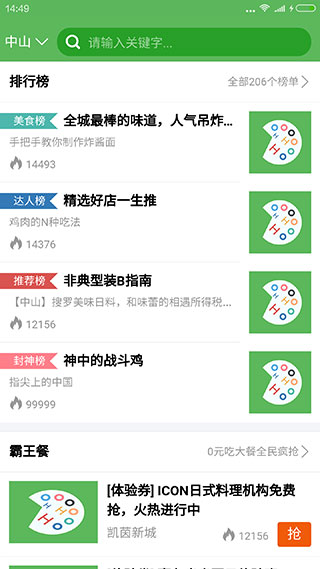 14:49
中山
请输入关键字...
排行榜
全部206个榜单
美食榜 全城最棒的味道，人气吊炸...
手把手教你制作炸酱面
14493
达人榜 精选好店一生推
鸡肉的N种吃法
14376
推荐榜 非典型装B指南
【中山】搜罗美味日料，和味蕾的相遇所得税...
12156
封神榜 神中的战斗鸡
指尖上的中国
99999
霸王餐
0元吃大餐全民疯抢
[体验券] ICON日式料理机构免费
抢，火热进行中
凯茵新城
12156 抢